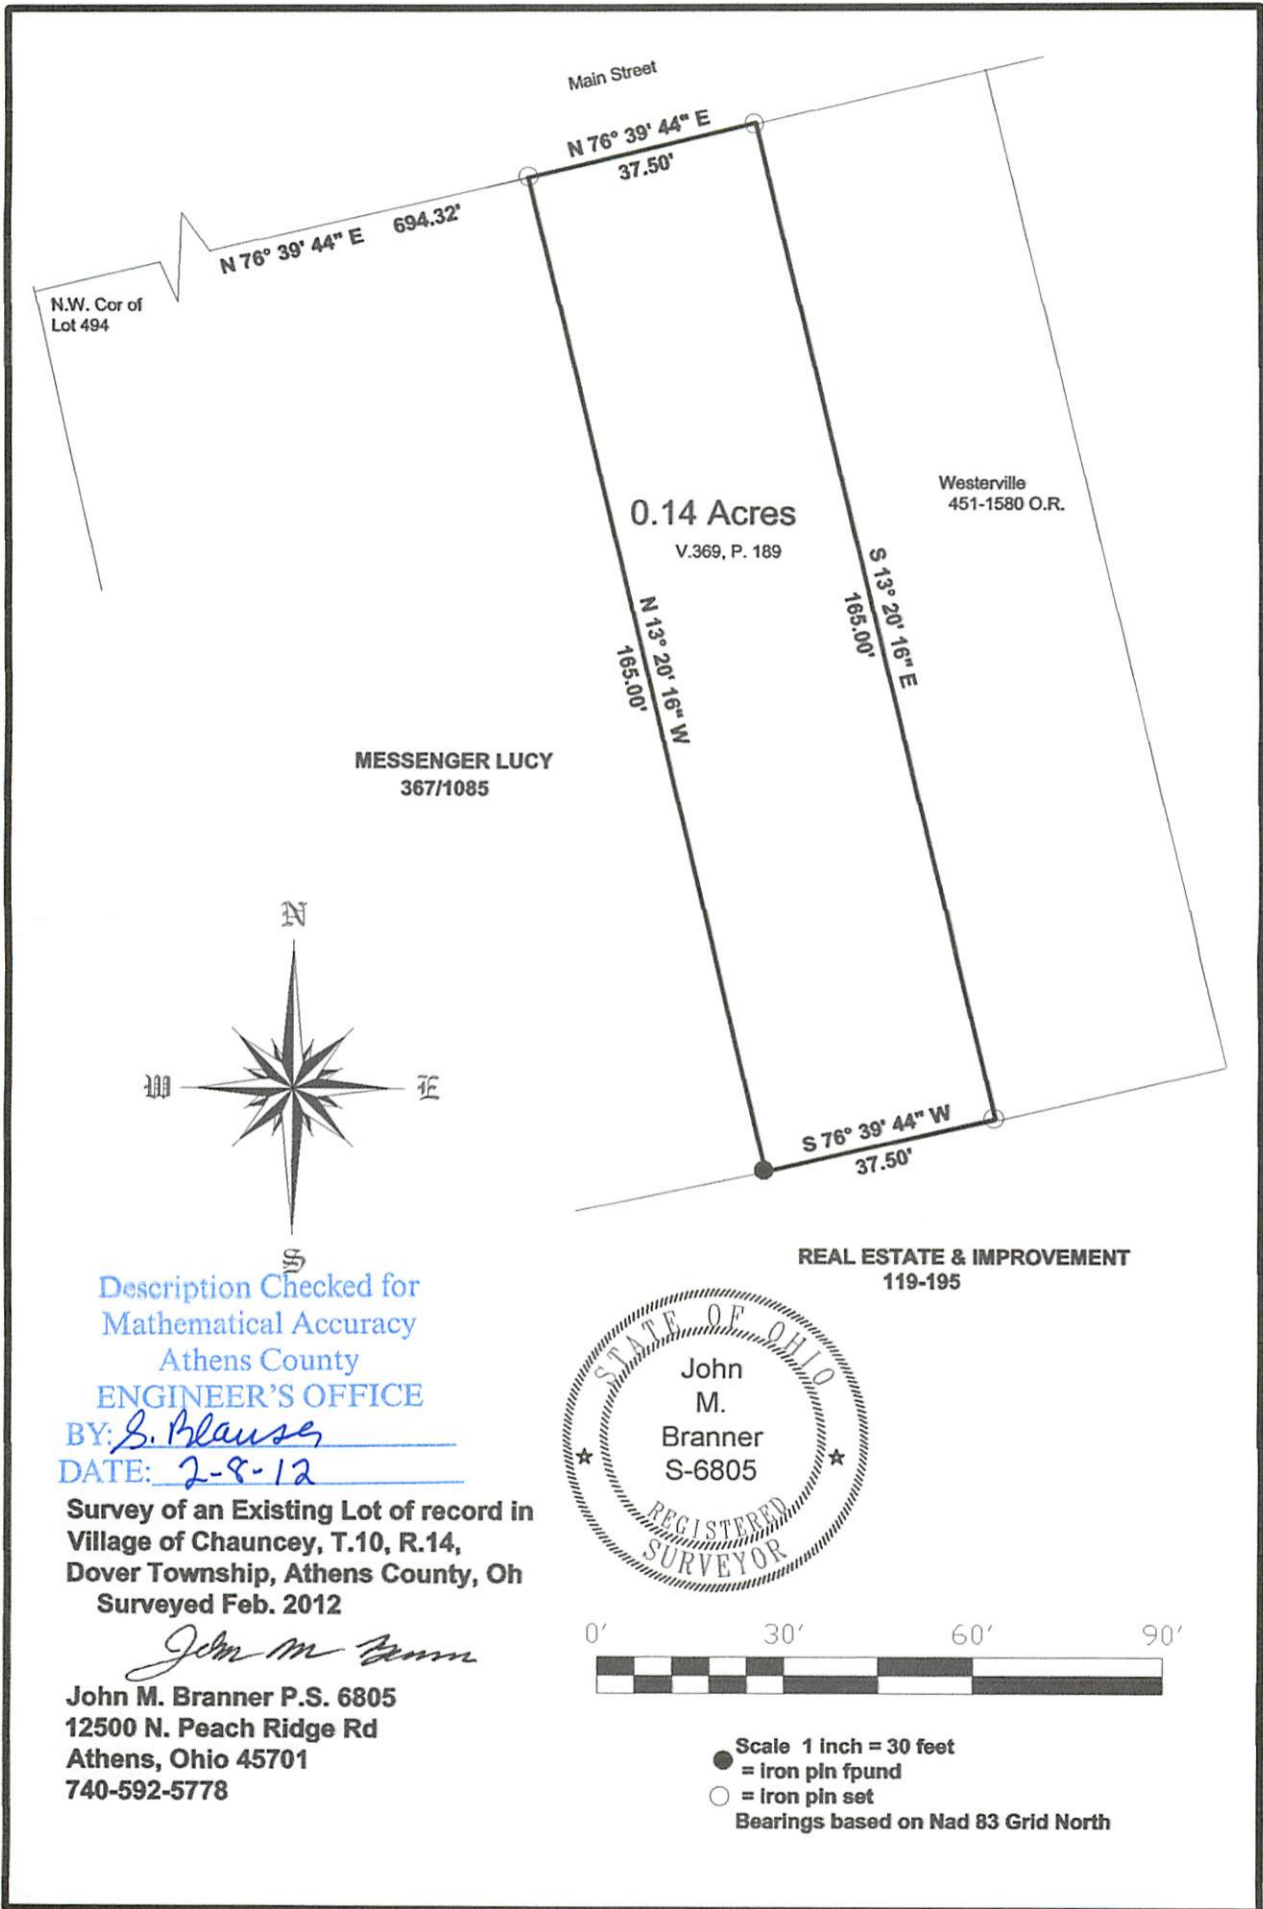 Main Street
N 76° 39' 44" E
37.50'
N 76° 39' 44" E 694.32'
N.W. Cor of
Lot 494
0.14 Acres
V.369, P. 189
Westerville
451-1580 O.R.
N 13° 20' 16" W
165.00'
S 13° 20' 16" E
165.00'
MESSENGER LUCY
367/1085
N
W
E
S
S 76° 39' 44" W
37.50'
REAL ESTATE & IMPROVEMENT
119-195
Description Checked for
Mathematical Accuracy
Athens County
ENGINEER'S OFFICE
BY: S. Blauser
DATE: 2-8-12
STATE OF OHIO
John
M.
Branner
S-6805
REGISTERED
SURVEYOR
Survey of an Existing Lot of record in
Village of Chauncey, T.10, R.14,
Dover Township, Athens County, Oh
Surveyed Feb. 2012
John M
John M. Branner P.S. 6805
12500 N. Peach Ridge Rd
Athens, Ohio 45701
740-592-5778
0' 30' 60' 90'
Scale 1 inch = 30 feet
= iron pin fpund
= iron pin set
Bearings based on Nad 83 Grid North